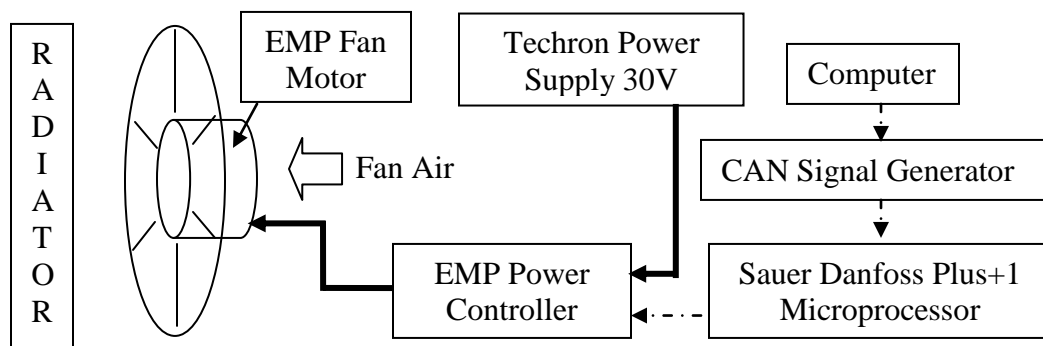 R
A
D
I
A
T
O
R
EMP Fan
Motor
Techron Power
Supply 30V
Computer
Fan Air
CAN Signal Generator
EMP Power
Controller
Sauer Danfoss Plus+1
Microprocessor